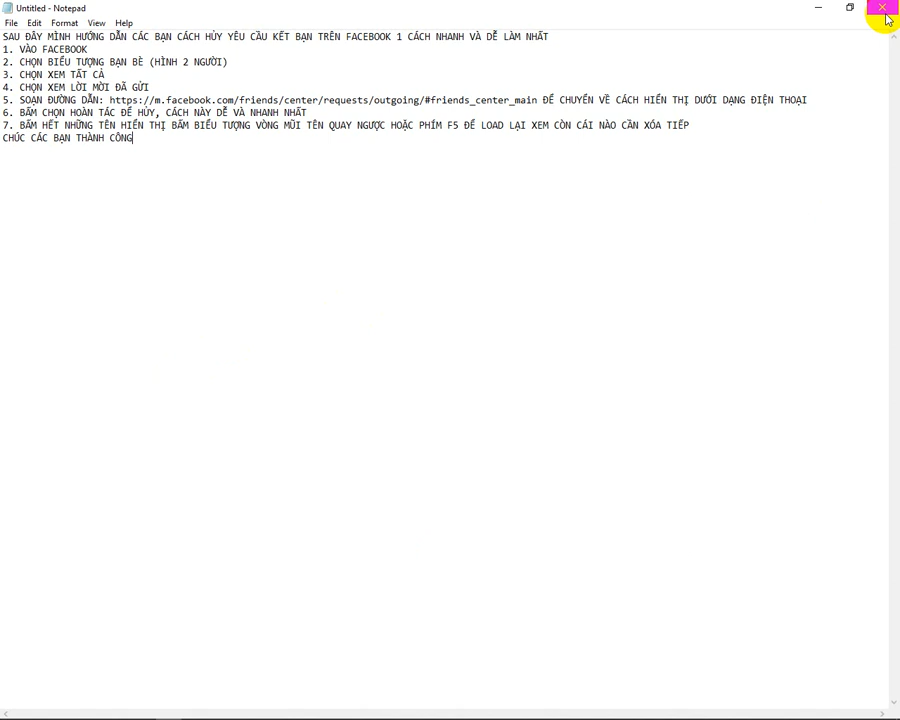 Untitled - Notepad
File Edit Format View Help
SAU ĐÂY MÌNH HƯỚNG DẪN CÁC BẠN CÁCH HỦY YÊU CẦU KẾT BẠN TRÊN FACEBOOK 1 CÁCH NHANH VÀ DỄ LÀM NHẤT
1. VÀO FACEBOOK
2. CHỌN BIỂU TƯỢNG BẠN BÈ (HÌNH 2 NGƯỜI)
3. CHỌN XEM TẤT CẢ
4. CHỌN XEM LỜI MỜI ĐÃ GỬI
5. SOẠN ĐƯỜNG DẪN: https://m.facebook.com/friends/center/requests/outgoing/#friends_center_main ĐỂ CHUYỂN VỀ CÁCH HIỂN THỊ DƯỚI DẠNG ĐIỆN THOẠI
6. BẤM CHỌN HOÀN TÁC ĐỂ HỦY, CÁCH NÀY DỄ VÀ NHANH NHẤT
7. BẤM HẾT NHỮNG TÊN HIỂN THỊ BẤM BIỂU TƯỢNG VÒNG MŨI TÊN QUAY NGƯỢC HOẶC PHÍM F5 ĐỂ LOAD LẠI XEM CÒN CÁI NÀO CẦN XÓA TIẾP
CHÚC CÁC BẠN THÀNH CÔNG